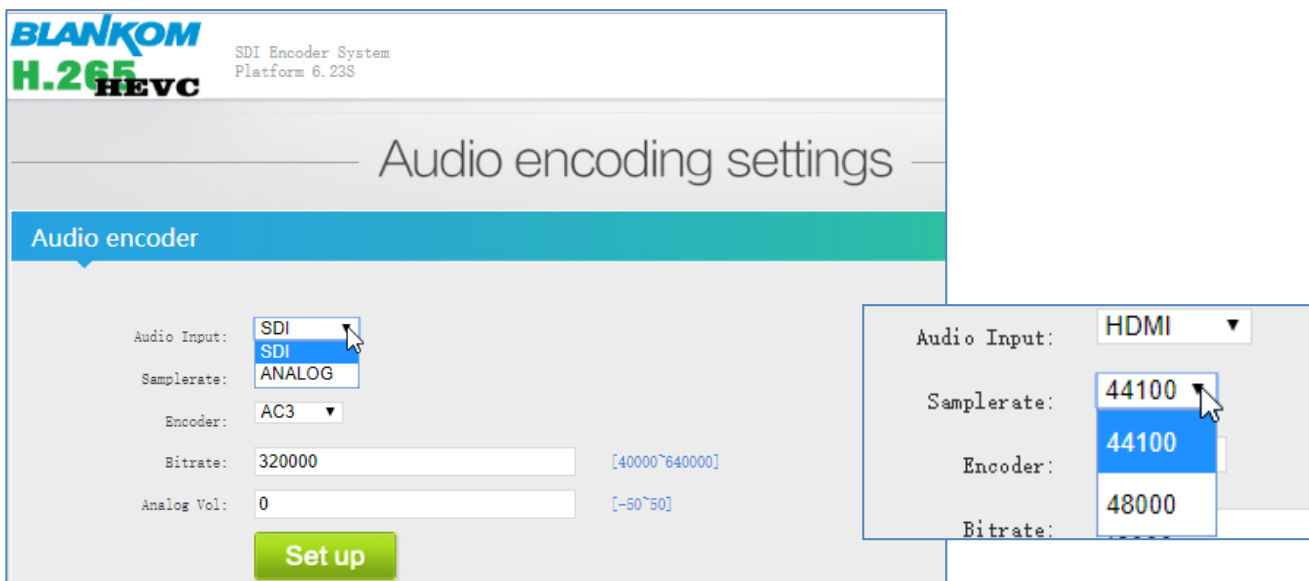 BLANKOM
H.265 HEVC
SDI Encoder System
Platform 6.23S
Audio encoding settings
Audio encoder
Audio Input: SDI
SDI
ANALOG
Samplerate:
Encoder: AC3
Bitrate: 320000 [40000~640000]
Analog Vol: 0 [-50~50]
Set up
Audio Input: HDMI
Samplerate: 44100
44100
48000
Encoder:
Bitrate: